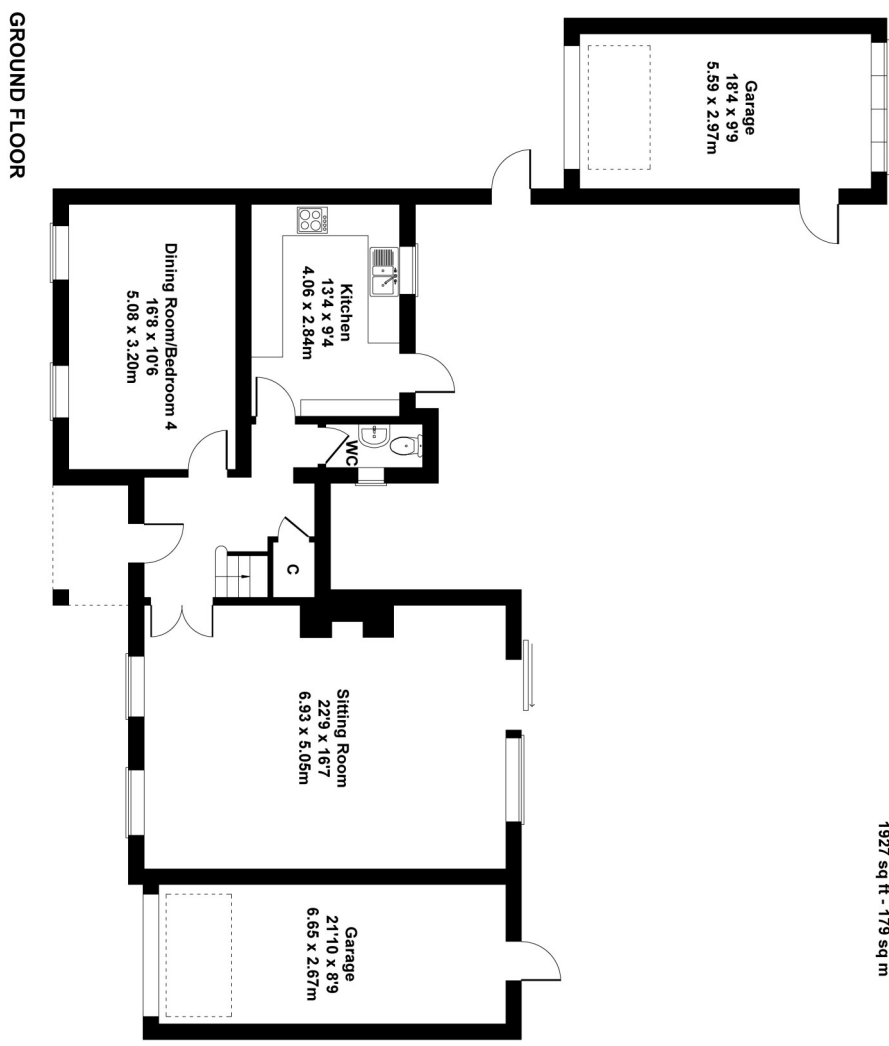 1927 sq ft - 179 sq m
Garage
18'4 x 9'9
5.59 x 2.97m
Kitchen
13'4 x 9'4
4.06 x 2.84m
WC
Dining Room/Bedroom 4
16'8 x 10'6
5.08 x 3.20m
C
Sitting Room
22'9 x 16'7
6.93 x 5.05m
Garage
21'10 x 8'9
6.65 x 2.67m
GROUND FLOOR